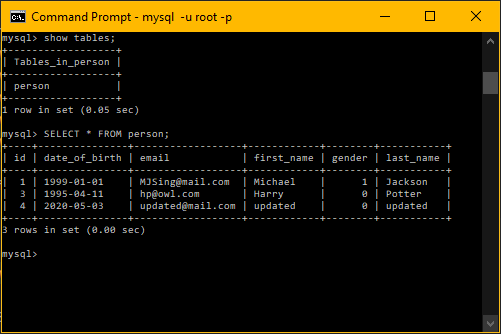 Command Prompt - mysql -u root -p
mysql> show tables;
+------------------+
| Tables_in_person |
+------------------+
| person           |
+------------------+
1 row in set (0.05 sec)
mysql> SELECT * FROM person;
+----+---------------+------------------+------------+--------+-----------+
| id | date_of_birth | email            | first_name | gender | last_name |
+----+---------------+------------------+------------+--------+-----------+
|  1 | 1999-01-01    | MJSing@mail.com  | Michael    |      1 | Jackson   |
|  3 | 1995-04-11    | hp@owl.com       | Harry      |      0 | Potter    |
|  4 | 2020-05-03    | updated@mail.com | updated    |      0 | updated   |
+----+---------------+------------------+------------+--------+-----------+
3 rows in set (0.00 sec)
mysql>